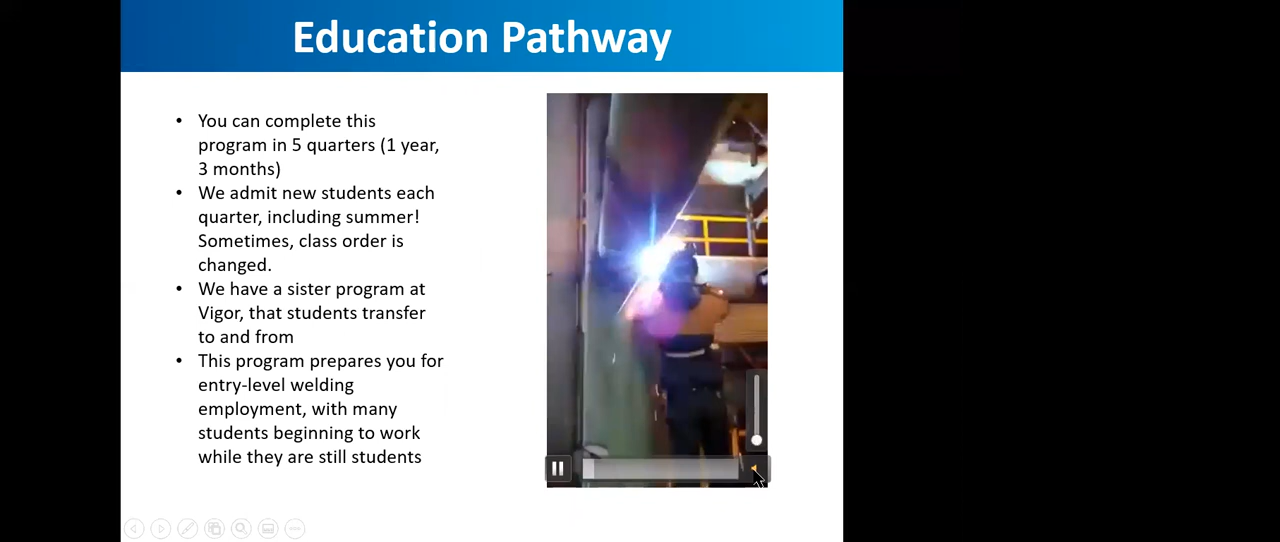 Education Pathway
• You can complete this
program in 5 quarters (1 year,
3 months)
• We admit new students each
quarter, including summer!
Sometimes, class order is
changed.
• We have a sister program at
Vigor, that students transfer
to and from
• This program prepares you for
entry-level welding
employment, with many
students beginning to work
while they are still students